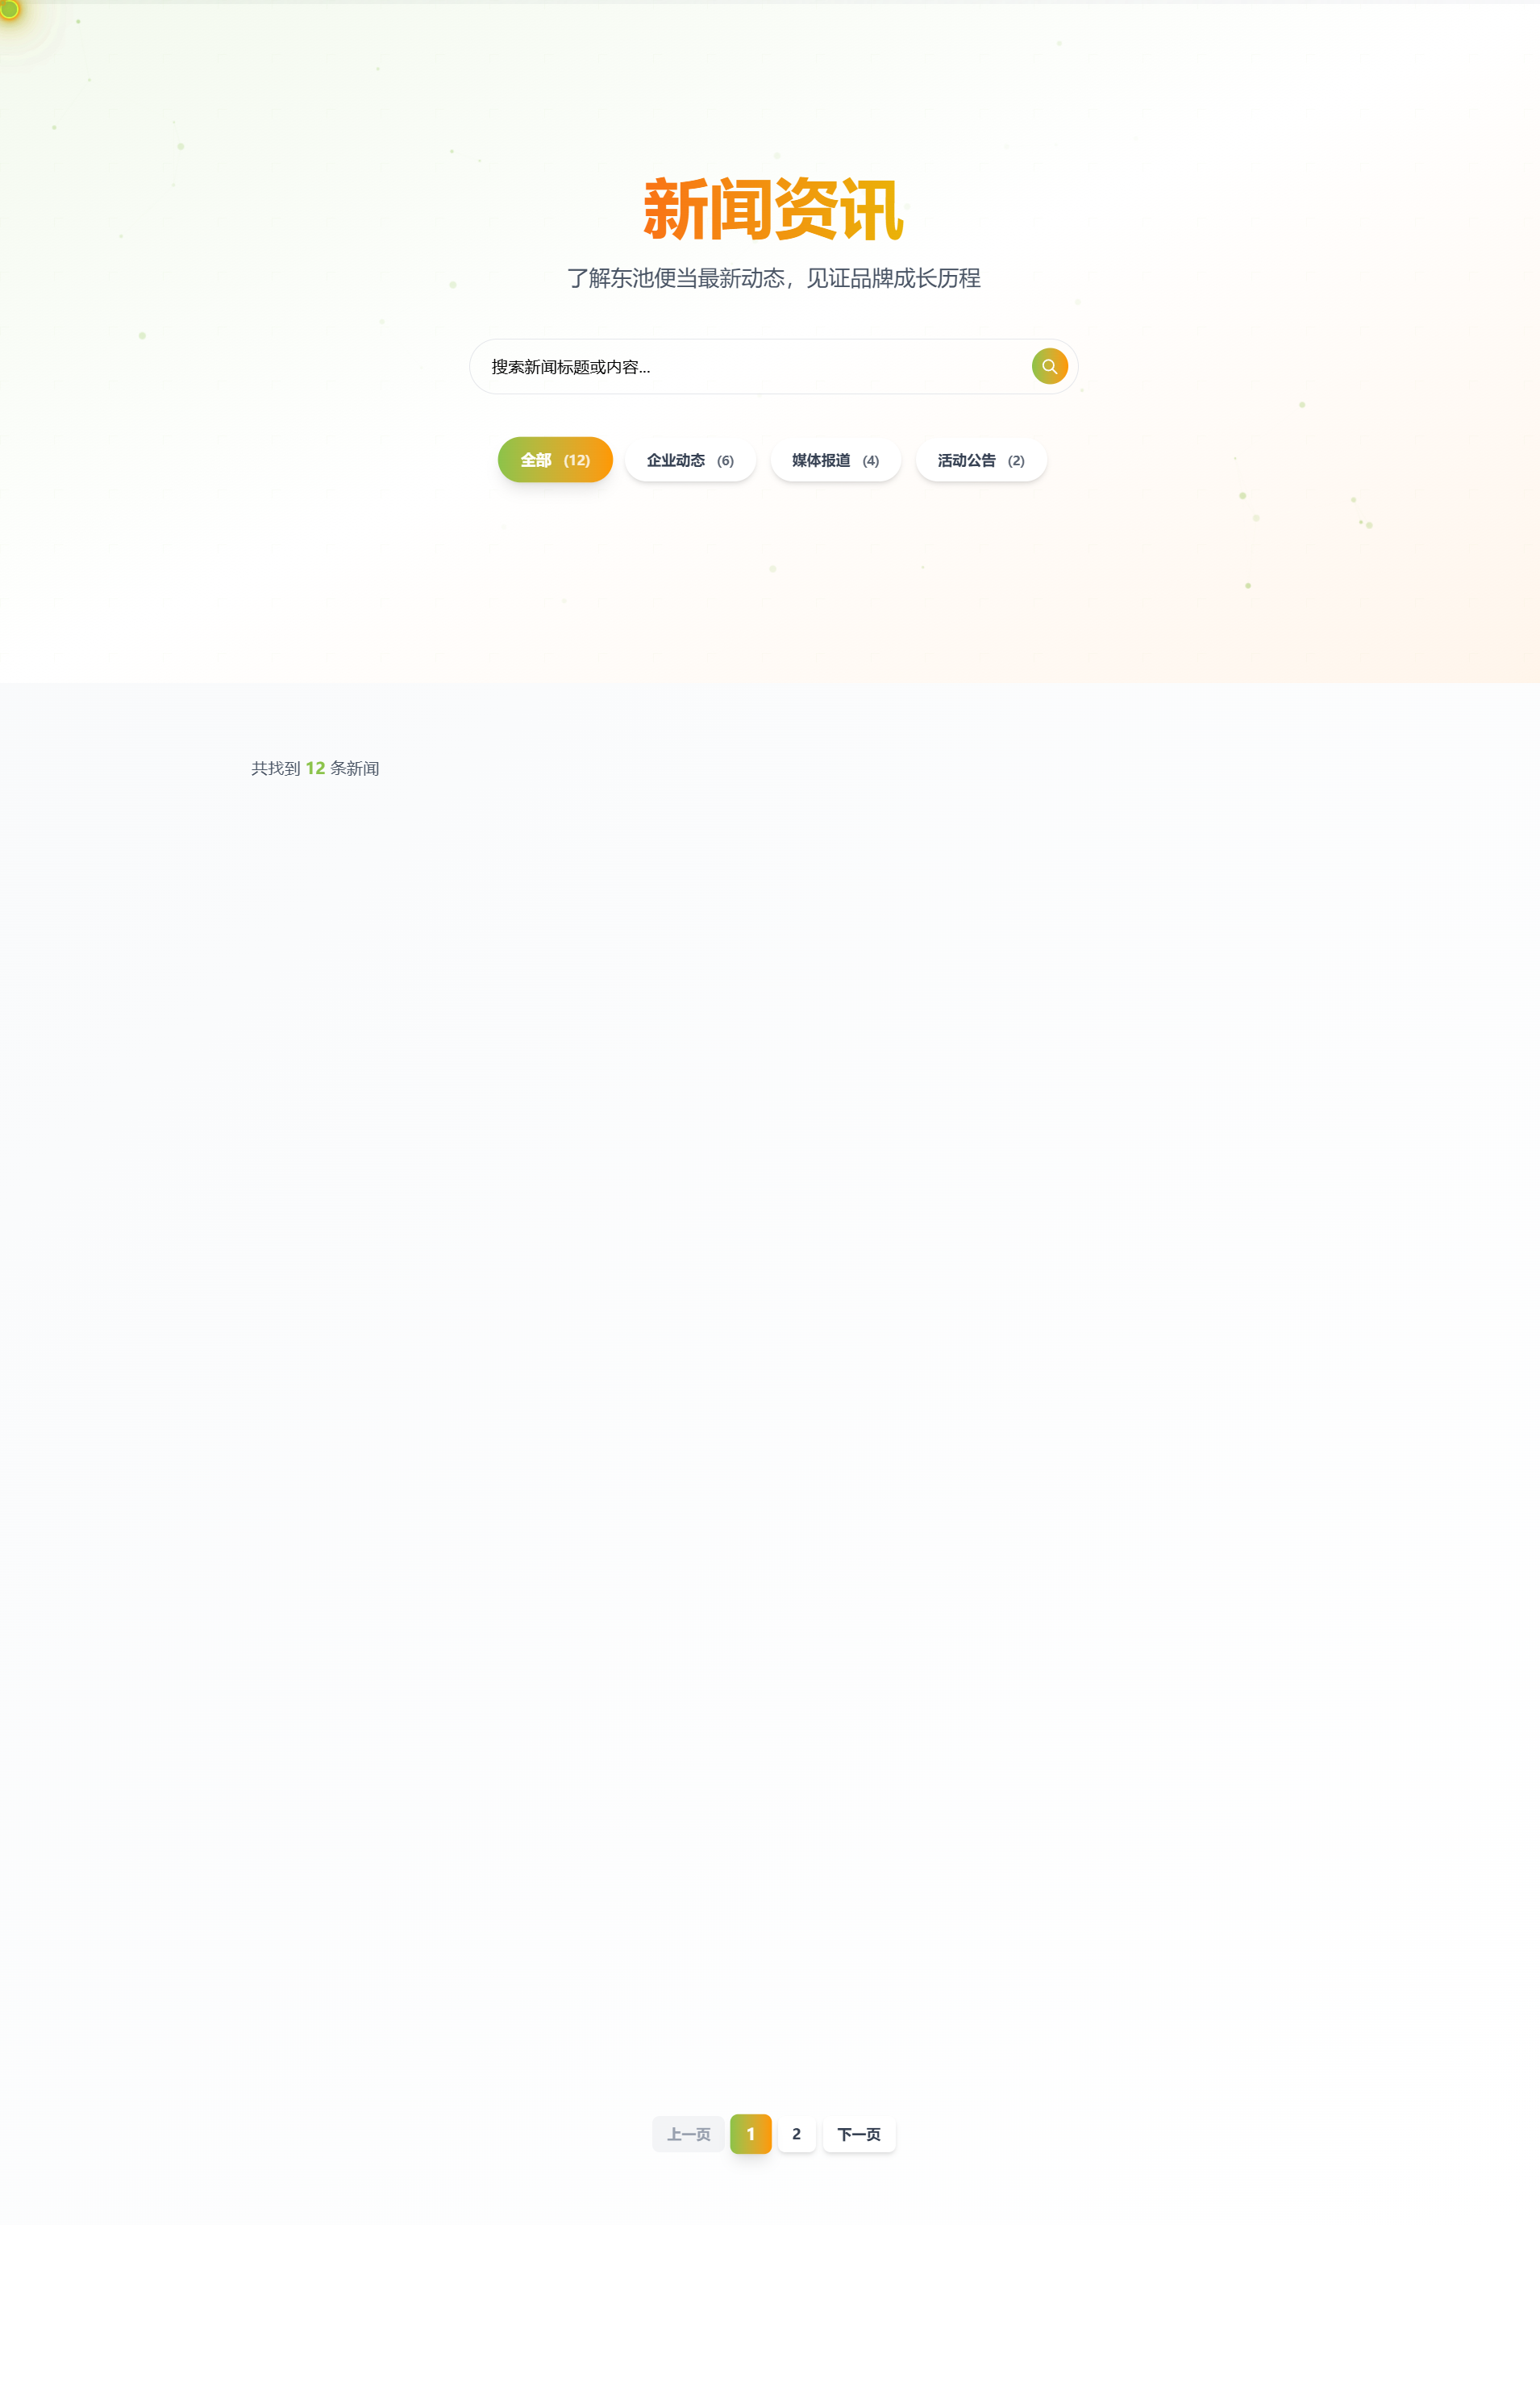 新闻资讯
了解东池便当最新动态，见证品牌成长历程
搜索新闻标题或内容...
全部 (12) 企业动态 (6) 媒体报道 (4) 活动公告 (2)
共找到 12 条新闻
上一页 1 2 下一页